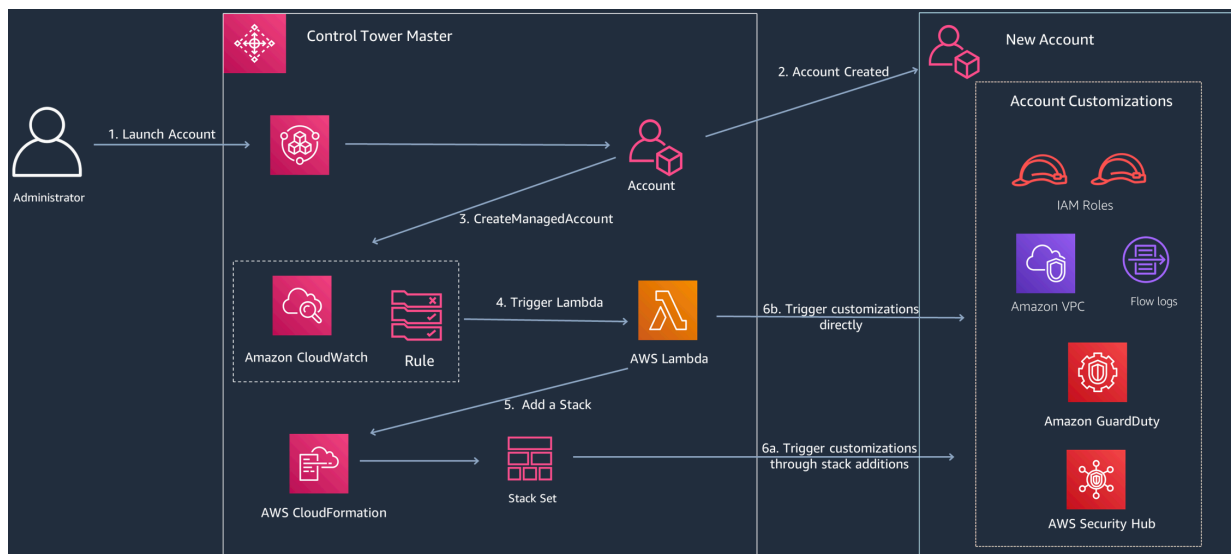 Control Tower Master
New Account
2. Account Created
Account Customizations
1. Launch Account
Administrator
Account
IAM Roles
3. CreateManagedAccount
Amazon VPC
Flow logs
4. Trigger Lambda
6b. Trigger customizations
directly
Amazon CloudWatch
Rule
AWS Lambda
5. Add a Stack
Amazon GuardDuty
6a. Trigger customizations
through stack additions
AWS CloudFormation
Stack Set
AWS Security Hub